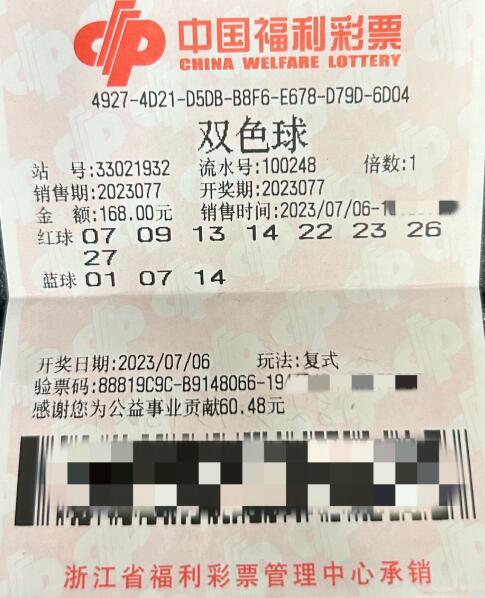 中国福利彩票
CHINA WELFARE LOTTERY
4927-4D21-D5DB-B8F6-E678-D79D-6D04
双色球
站 号:33021932 流水号:100248 倍数:1
销售期:2023077 开奖期:2023077
金 额:168.00元 销售时间:2023/07/06-1
红球 07 09 13 14 22 23 26
27
蓝球 01 07 14
开奖日期:2023/07/06 玩法:复式
验票码:88819C9C-B9148066-19
感谢您为公益事业贡献60.48元
浙江省福利彩票管理中心承销